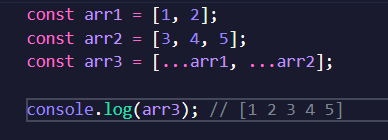 const arr1 = [1, 2];
const arr2 = [3, 4, 5];
const arr3 = [...arr1, ...arr2];
console.log(arr3); // [1 2 3 4 5]